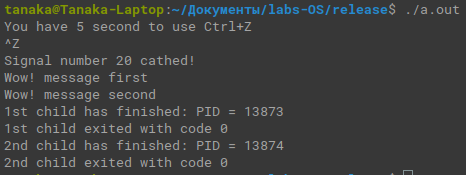 tanaka@Tanaka-Laptop:~/Документы/labs-OS/release$ ./a.out
You have 5 second to use Ctrl+Z
^Z
Signal number 20 cathed!
Wow! message first
Wow! message second
1st child has finished: PID = 13873
1st child exited with code 0
2nd child has finished: PID = 13874
2nd child exited with code 0